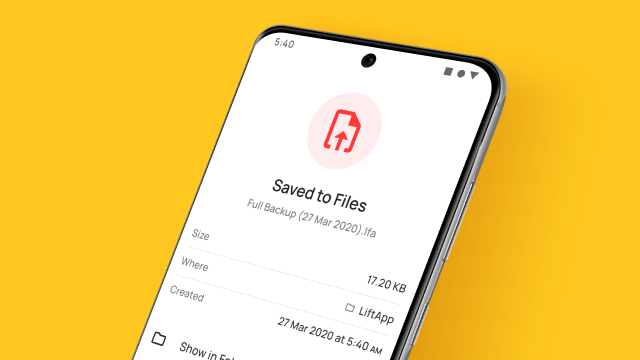 5:40
Saved to Files
Full Backup (27 Mar 2020).lfa
Size
17.20 KB
Where
LiftApp
Created
27 Mar 2020 at 5:40 AM
Show in